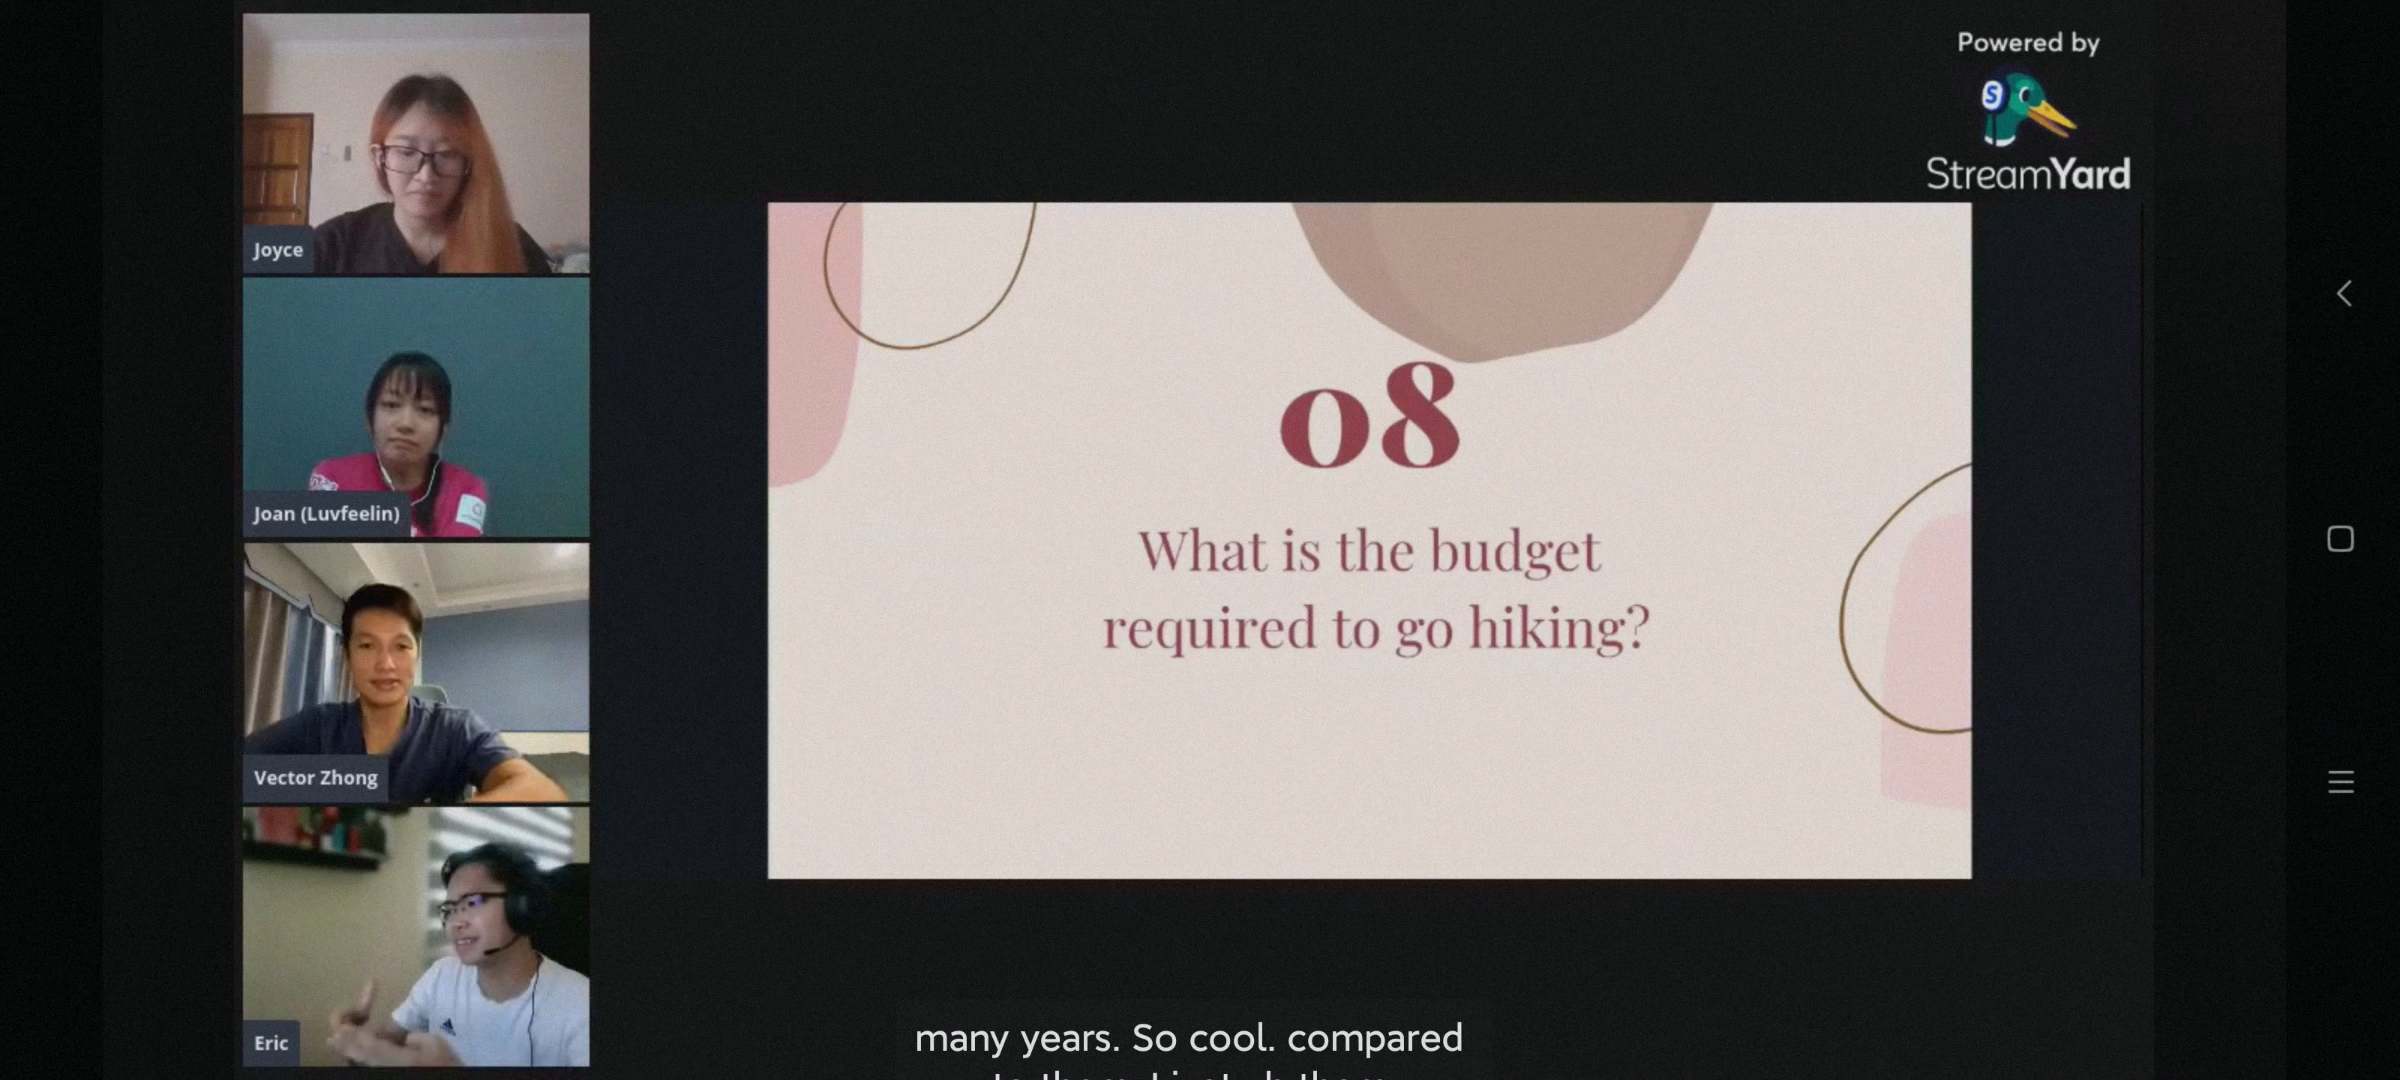 Powered by
S
StreamYard
Joyce
Joan (Luvfeelin)
Vector Zhong
Eric
08
What is the budget
required to go hiking?
many years. So cool. compared